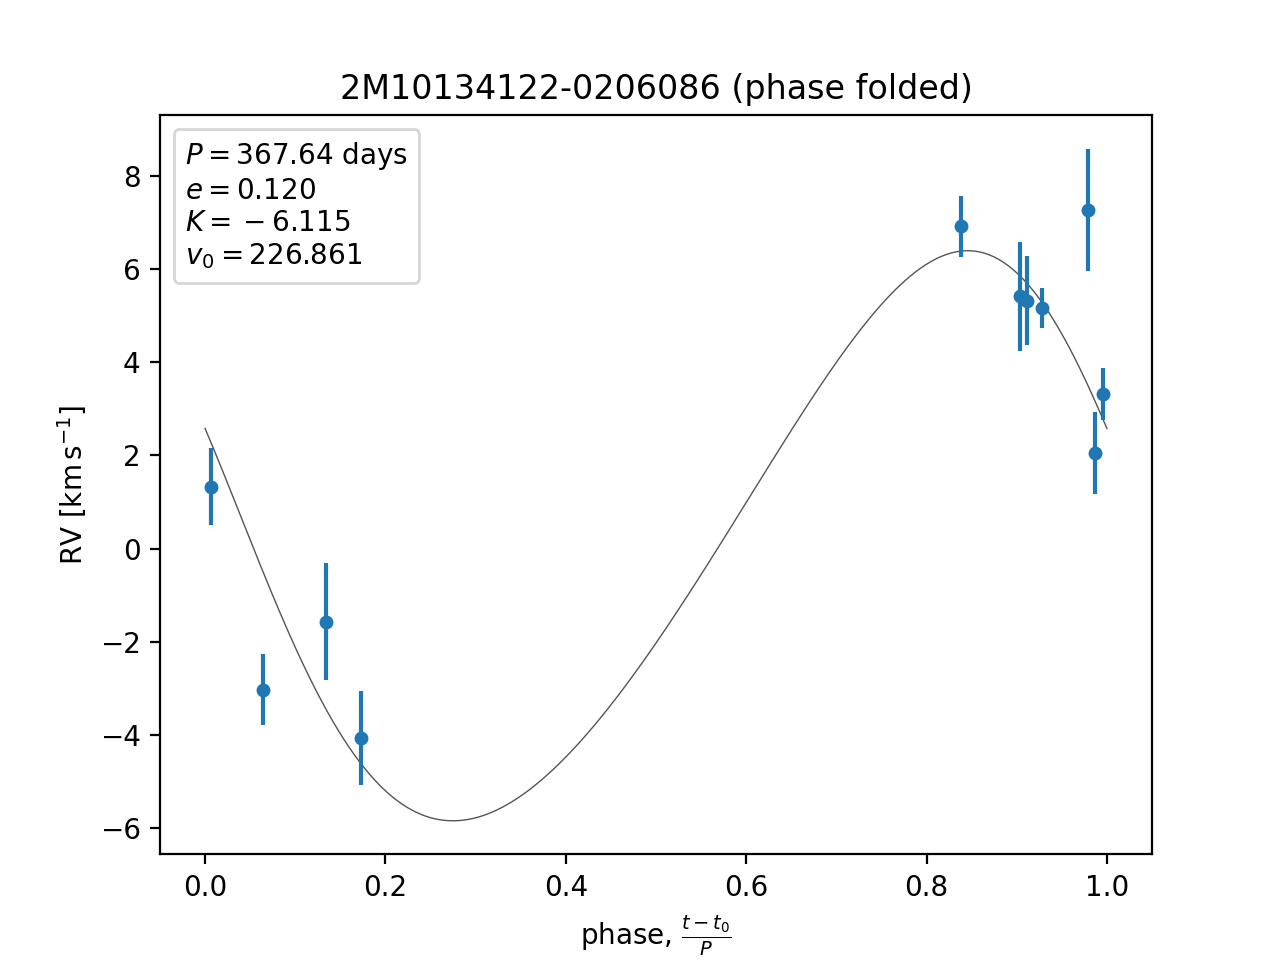 2M10134122-0206086 (phase folded)
P = 367.64 days
e = 0.120
K = − 6.115
v₀ = 226.861
RV [km s⁻¹]
8
6
4
2
0
−2
−4
−6
0.0 0.2 0.4 0.6 0.8 1.0
phase, (t − t₀)/P